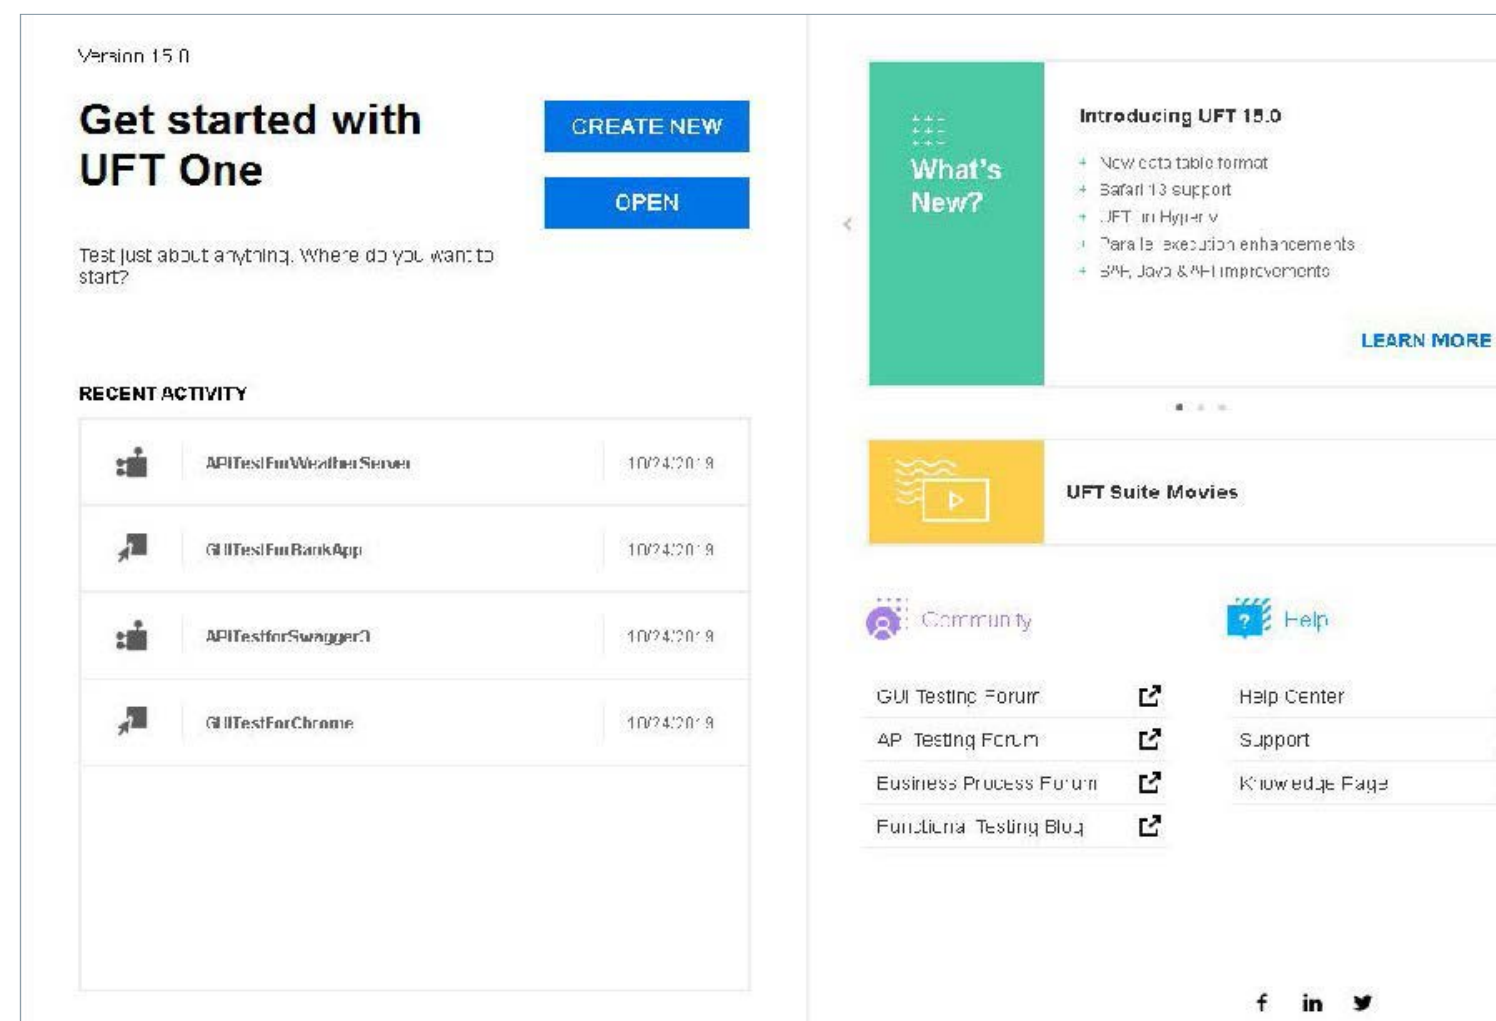 Version 15.0
Get started with
UFT One
CREATE NEW
OPEN
Test just about anything. Where do you want to
start?
RECENT ACTIVITY
APITestForWeatherServer 10/24/2019
GUITestForBankApp 10/24/2019
APITestforSwagger3 10/24/2019
GUITestForChrome 10/24/2019
What's
New?
Introducing UFT 15.0
+ New data table format
+ Safari 13 support
+ UFT on Hyper v
+ Parallel execution enhancements
+ SAP, Java & API improvements
LEARN MORE
UFT Suite Movies
Community
GUI Testing Forum
API Testing Forum
Business Process Forum
Functional Testing Blog
Help
Help Center
Support
Knowledge Page
f in